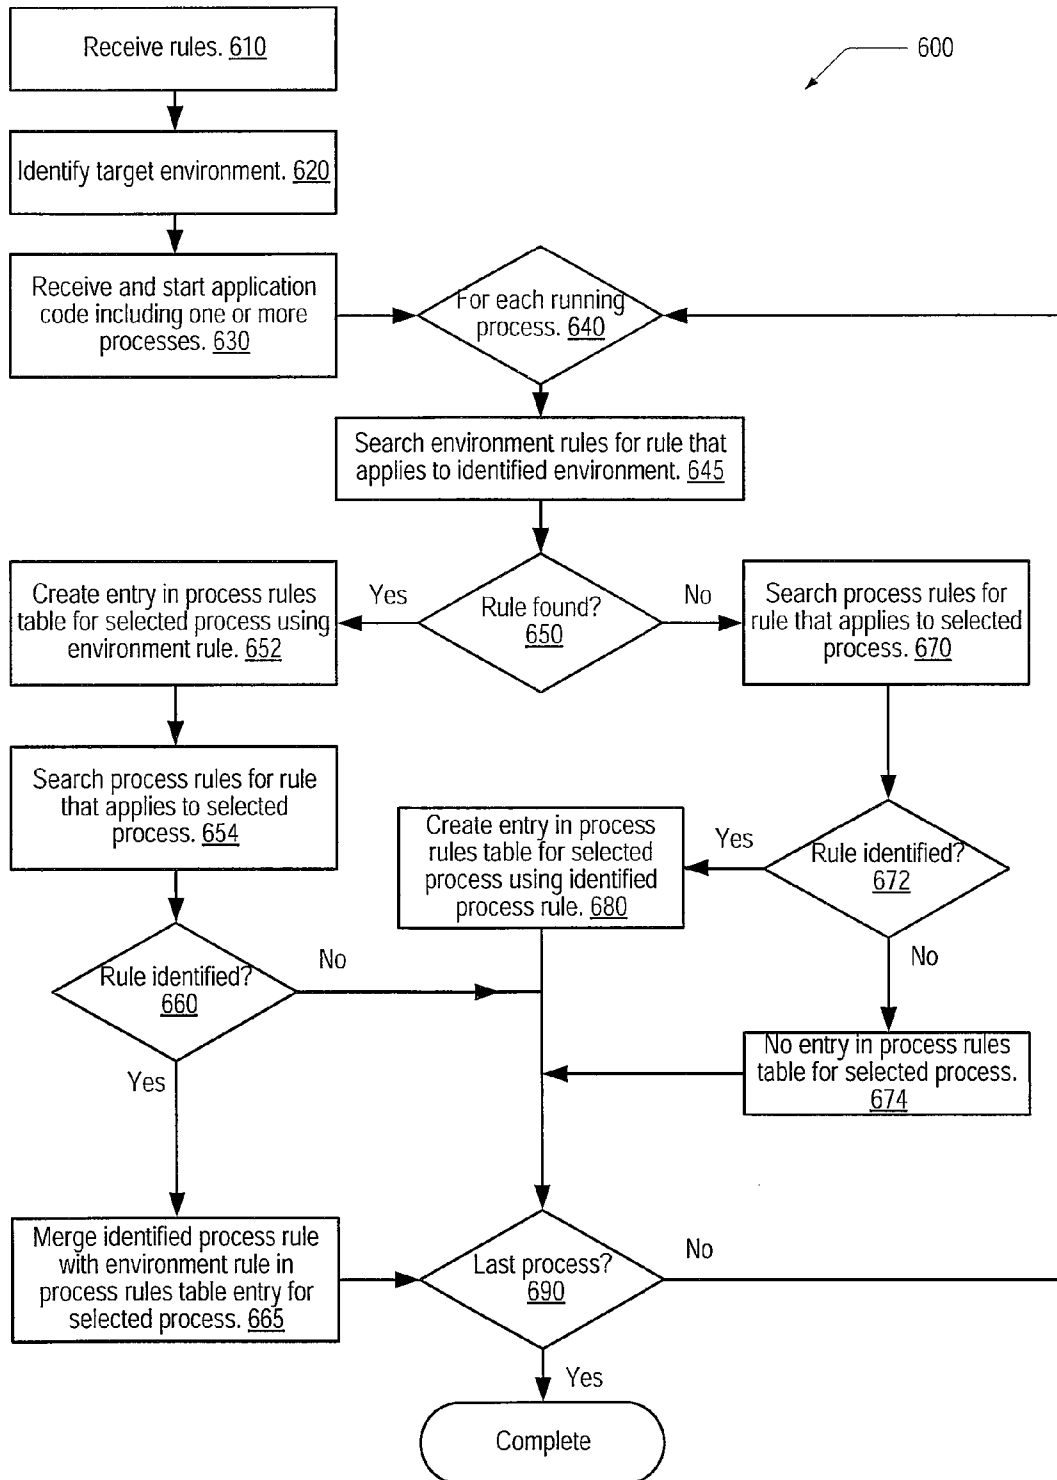 Receive rules. 610
600
Identify target environment. 620
Receive and start application
code including one or more
processes. 630
For each running
process. 640
Search environment rules for rule that
applies to identified environment. 645
Create entry in process rules
table for selected process using
environment rule. 652
Yes
Rule found?
650
No
Search process rules for
rule that applies to selected
process. 670
Search process rules for rule
that applies to selected
process. 654
Create entry in process
rules table for selected
process using identified
process rule. 680
Yes
Rule identified?
672
No
Rule identified?
660
No
Yes
No entry in process rules
table for selected process.
674
Merge identified process rule
with environment rule in
process rules table entry for
selected process. 665
Last process?
690
No
Yes
Complete